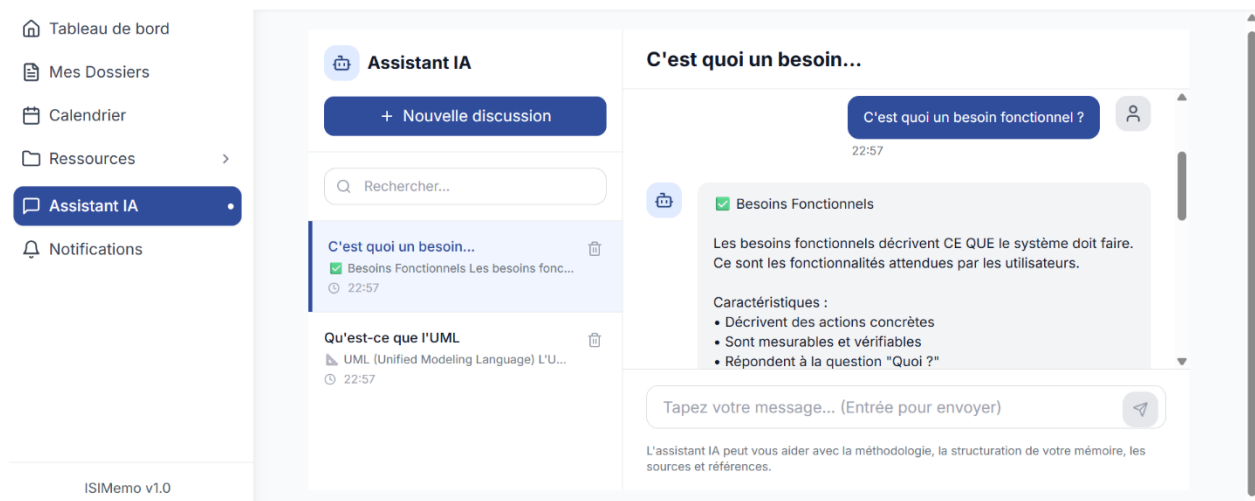 Tableau de bord
Mes Dossiers
Calendrier
Ressources
Assistant IA
Notifications
ISIMemo v1.0
Assistant IA
+ Nouvelle discussion
Rechercher...
C'est quoi un besoin...
✅ Besoins Fonctionnels Les besoins fonc...
22:57
Qu'est-ce que l'UML
📐 UML (Unified Modeling Language) L'U...
22:57
C'est quoi un besoin...
C'est quoi un besoin fonctionnel ?
22:57
✅ Besoins Fonctionnels
Les besoins fonctionnels décrivent CE QUE le système doit faire.
Ce sont les fonctionnalités attendues par les utilisateurs.
Caractéristiques :
• Décrivent des actions concrètes
• Sont mesurables et vérifiables
• Répondent à la question "Quoi ?"
Tapez votre message... (Entrée pour envoyer)
L'assistant IA peut vous aider avec la méthodologie, la structuration de votre mémoire, les
sources et références.